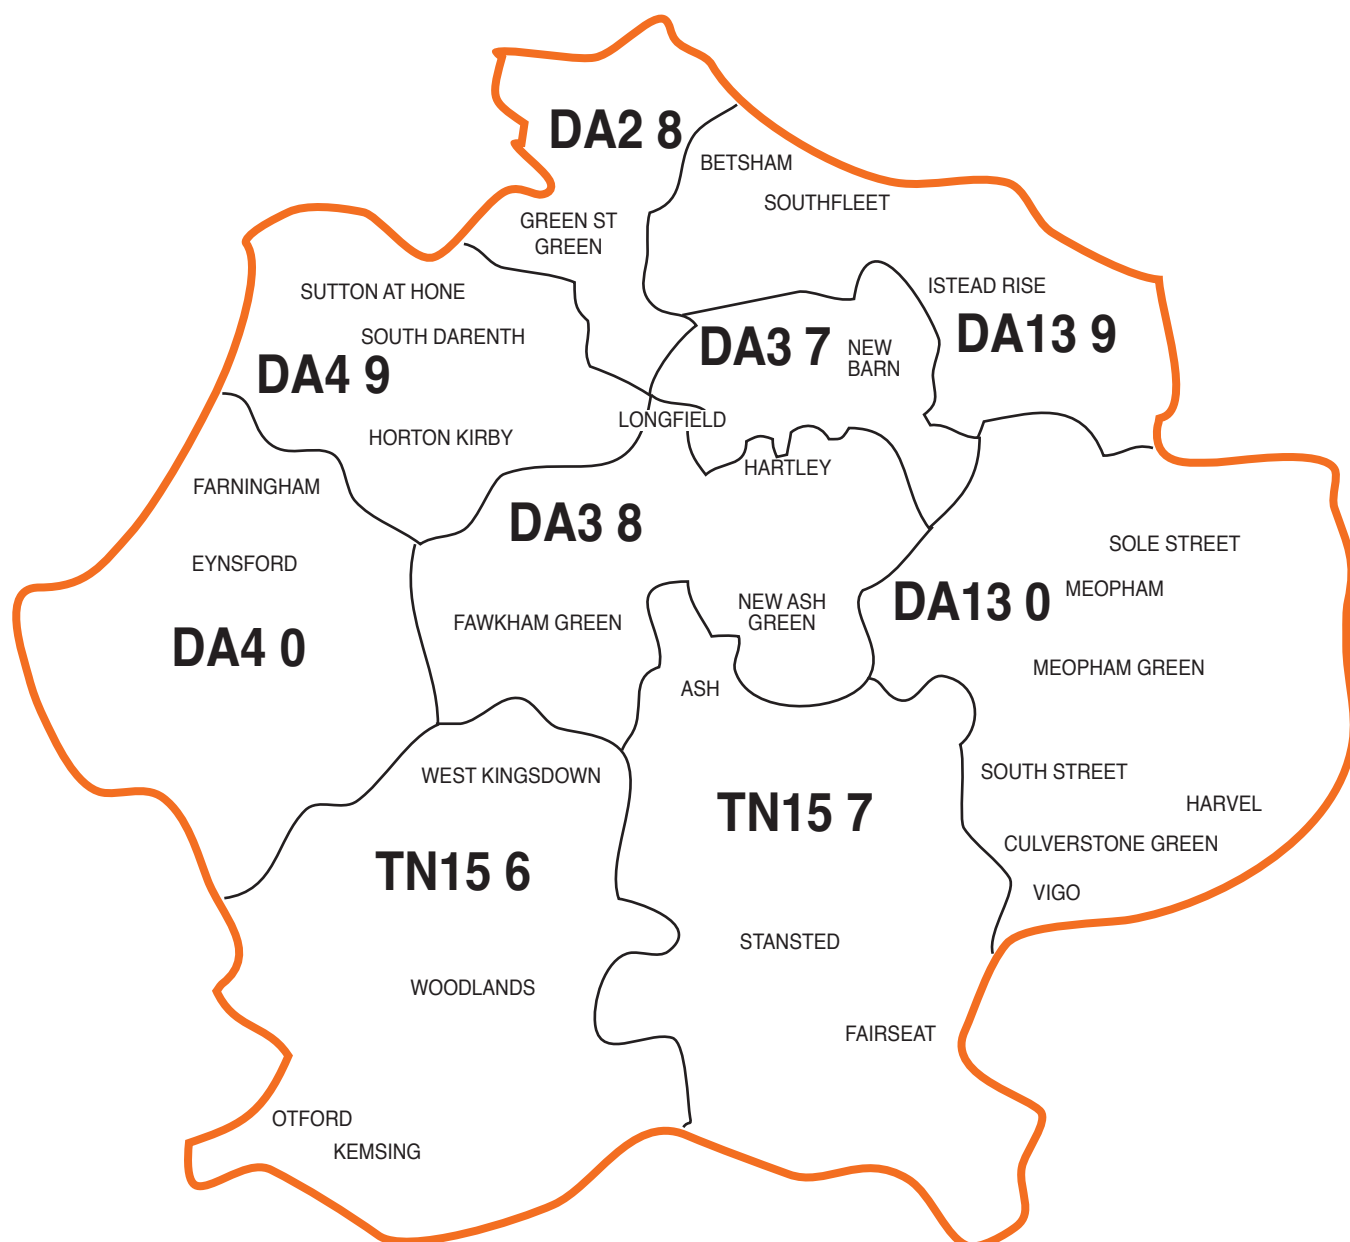 DA2 8
BETSHAM
SOUTHFLEET
GREEN ST
GREEN
SUTTON AT HONE
ISTEAD RISE
SOUTH DARENTH
DA3 7
NEW
BARN
DA13 9
DA4 9
LONGFIELD
HORTON KIRBY
HARTLEY
FARNINGHAM
DA3 8
SOLE STREET
EYNSFORD
MEOPHAM
DA13 0
NEW ASH
GREEN
FAWKHAM GREEN
DA4 0
MEOPHAM GREEN
ASH
WEST KINGSDOWN
SOUTH STREET
HARVEL
TN15 7
CULVERSTONE GREEN
TN15 6
VIGO
STANSTED
WOODLANDS
FAIRSEAT
OTFORD
KEMSING